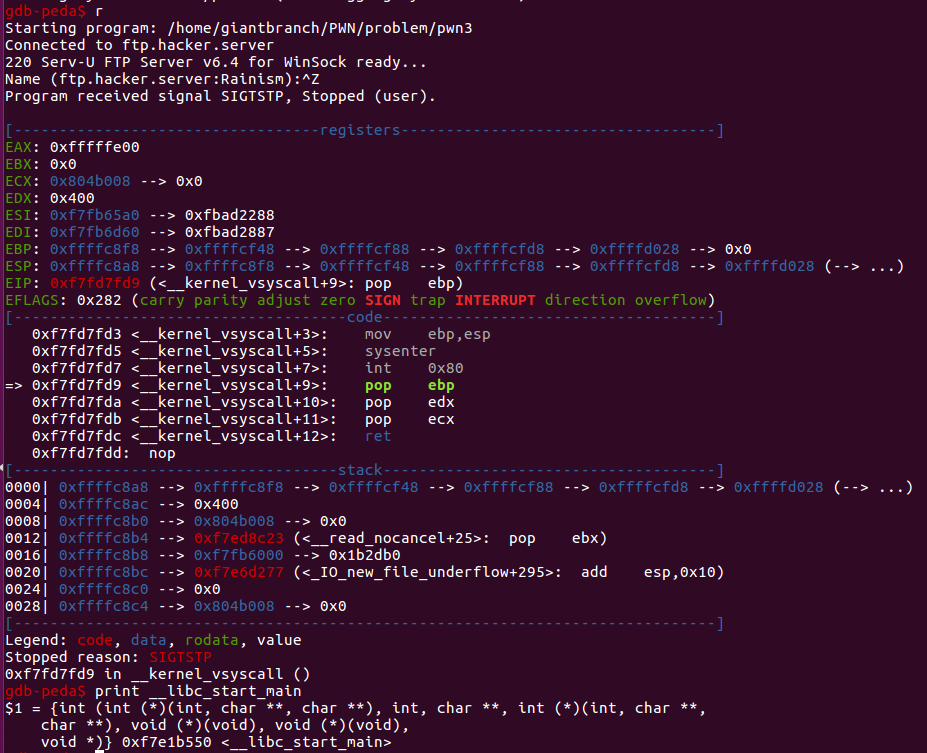 gdb-peda$ r
Starting program: /home/giantbranch/PWN/problem/pwn3
Connected to ftp.hacker.server
220 Serv-U FTP Server v6.4 for WinSock ready...
Name (ftp.hacker.server:Rainism):^Z
Program received signal SIGTSTP, Stopped (user).
[----------------------------------registers-----------------------------------]
EAX: 0xfffffe00
EBX: 0x0
ECX: 0x804b008 --> 0x0
EDX: 0x400
ESI: 0xf7fb65a0 --> 0xfbad2288
EDI: 0xf7fb6d60 --> 0xfbad2887
EBP: 0xffffc8f8 --> 0xffffcf48 --> 0xffffcf88 --> 0xffffcfd8 --> 0xffffd028 --> 0x0
ESP: 0xffffc8a8 --> 0xffffc8f8 --> 0xffffcf48 --> 0xffffcf88 --> 0xffffcfd8 --> 0xffffd028 (--> ...)
EIP: 0xf7fd7fd9 (<__kernel_vsyscall+9>: pop    ebp)
EFLAGS: 0x282 (carry parity adjust zero SIGN trap INTERRUPT direction overflow)
[-------------------------------------code-------------------------------------]
   0xf7fd7fd3 <__kernel_vsyscall+3>:    mov    ebp,esp
   0xf7fd7fd5 <__kernel_vsyscall+5>:    sysenter
   0xf7fd7fd7 <__kernel_vsyscall+7>:    int    0x80
=> 0xf7fd7fd9 <__kernel_vsyscall+9>:    pop    ebp
   0xf7fd7fda <__kernel_vsyscall+10>:   pop    edx
   0xf7fd7fdb <__kernel_vsyscall+11>:   pop    ecx
   0xf7fd7fdc <__kernel_vsyscall+12>:   ret
   0xf7fd7fdd:  nop
[------------------------------------stack-------------------------------------]
0000| 0xffffc8a8 --> 0xffffc8f8 --> 0xffffcf48 --> 0xffffcf88 --> 0xffffcfd8 --> 0xffffd028 (--> ...)
0004| 0xffffc8ac --> 0x400
0008| 0xffffc8b0 --> 0x804b008 --> 0x0
0012| 0xffffc8b4 --> 0xf7ed8c23 (<__read_nocancel+25>:  pop    ebx)
0016| 0xffffc8b8 --> 0xf7fb6000 --> 0x1b2db0
0020| 0xffffc8bc --> 0xf7e6d277 (<_IO_new_file_underflow+295>:  add    esp,0x10)
0024| 0xffffc8c0 --> 0x0
0028| 0xffffc8c4 --> 0x804b008 --> 0x0
[------------------------------------------------------------------------------]
Legend: code, data, rodata, value
Stopped reason: SIGTSTP
0xf7fd7fd9 in __kernel_vsyscall ()
gdb-peda$ print __libc_start_main
$1 = {int (int (*)(int, char **, char **), int, char **, int (*)(int, char **,
    char **), void (*)(void), void (*)(void),
    void *)} 0xf7e1b550 <__libc_start_main>